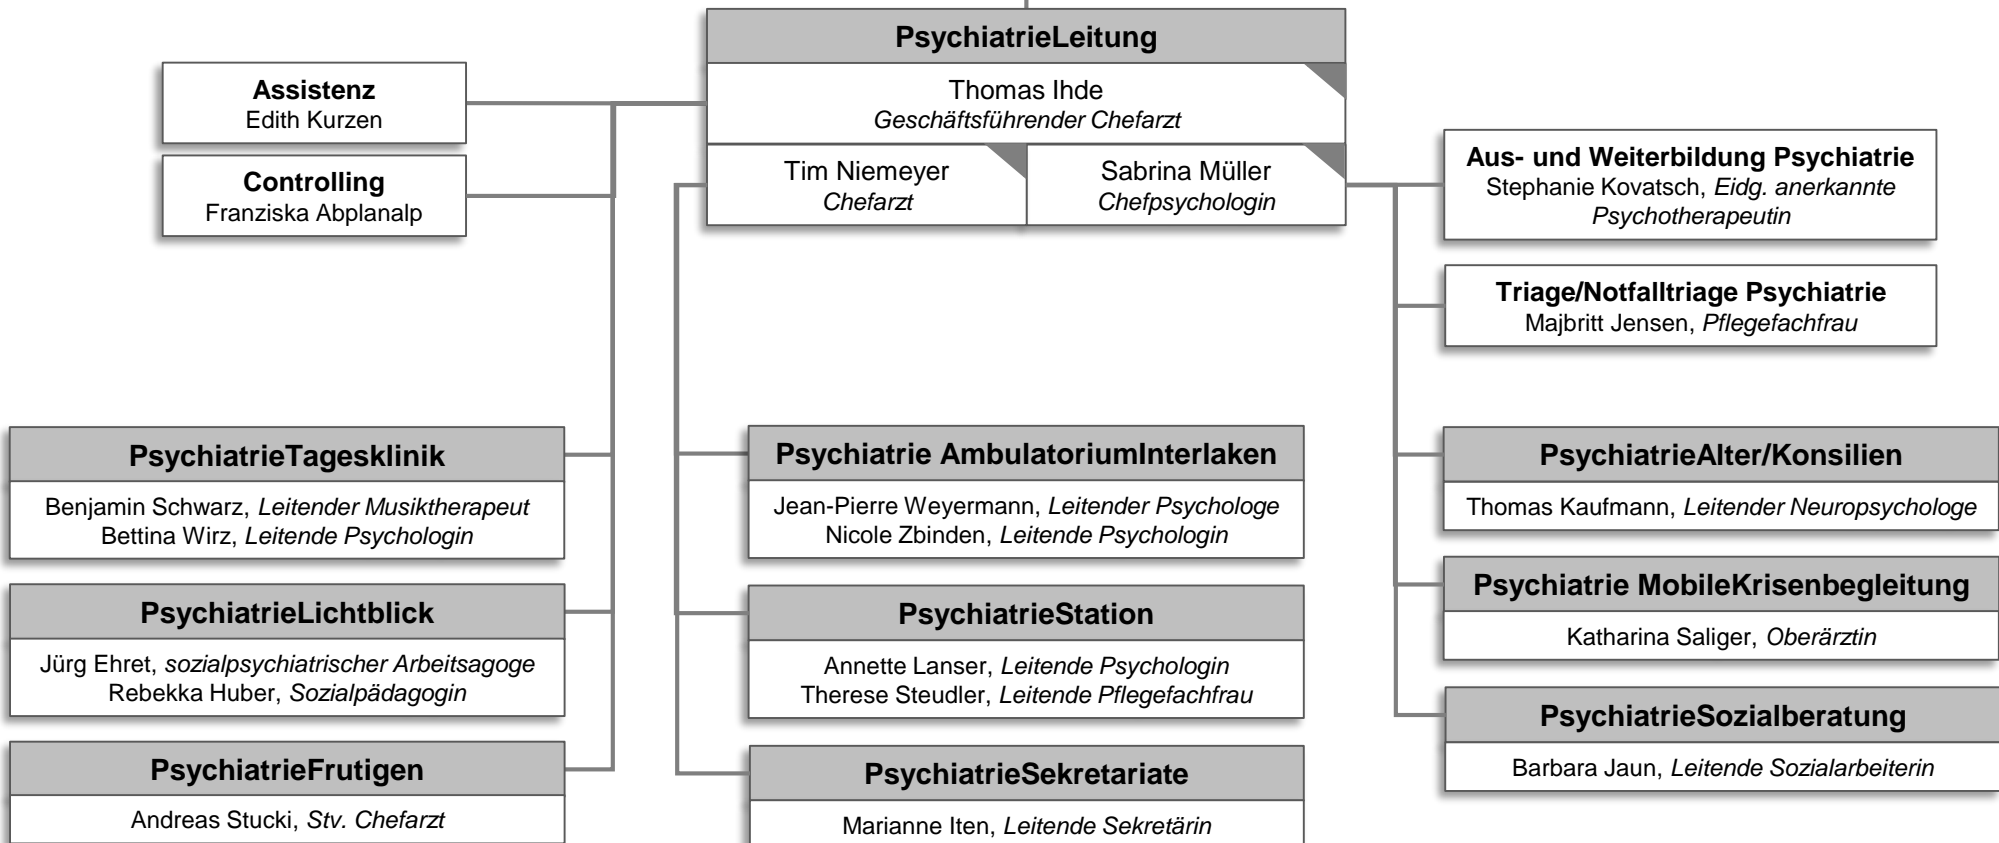 PsychiatrieLeitung
Thomas Ihde
Geschäftsführender Chefarzt
Tim Niemeyer
Chefarzt
Sabrina Müller
Chefpsychologin
Assistenz
Edith Kurzen
Controlling
Franziska Abplanalp
Aus- und Weiterbildung Psychiatrie
Stephanie Kovatsch, Eidg. anerkannte
Psychotherapeutin
Triage/Notfalltriage Psychiatrie
Majbritt Jensen, Pflegefachfrau
PsychiatrieTagesklinik
Benjamin Schwarz, Leitender Musiktherapeut
Bettina Wirz, Leitende Psychologin
PsychiatrieLichtblick
Jürg Ehret, sozialpsychiatrischer Arbeitsagoge
Rebekka Huber, Sozialpädagogin
PsychiatrieFrutigen
Andreas Stucki, Stv. Chefarzt
Psychiatrie AmbulatoriumInterlaken
Jean-Pierre Weyermann, Leitender Psychologe
Nicole Zbinden, Leitende Psychologin
PsychiatrieStation
Annette Lanser, Leitende Psychologin
Therese Steudler, Leitende Pflegefachfrau
PsychiatrieSekretariate
Marianne Iten, Leitende Sekretärin
PsychiatrieAlter/Konsilien
Thomas Kaufmann, Leitender Neuropsychologe
Psychiatrie MobileKrisenbegleitung
Katharina Saliger, Oberärztin
PsychiatrieSozialberatung
Barbara Jaun, Leitende Sozialarbeiterin